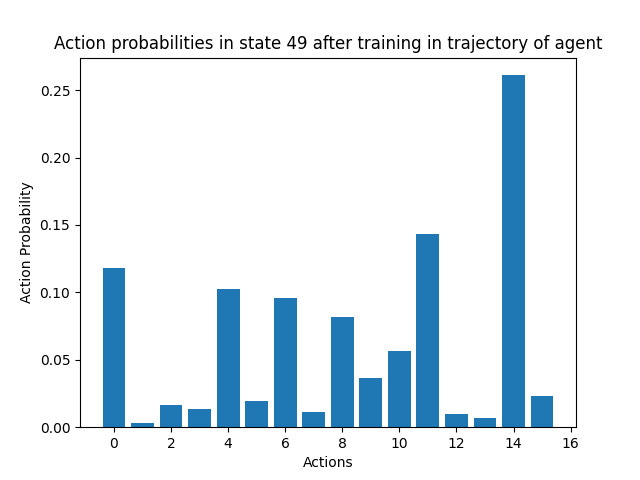 Action probabilities in state 49 after training in trajectory of agent
0.25
0.20
0.15
0.10
0.05
0.00
Action Probability
0 2 4 6 8 10 12 14 16
Actions